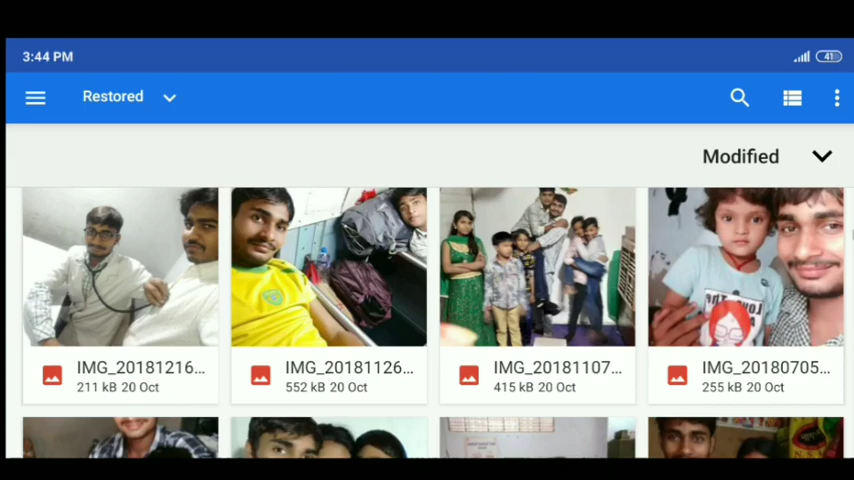 3:44 PM
41
Restored
Modified
IMG_20181216...
211 kB 20 Oct
IMG_20181126...
552 kB 20 Oct
IMG_20181107...
415 kB 20 Oct
IMG_20180705...
255 kB 20 Oct